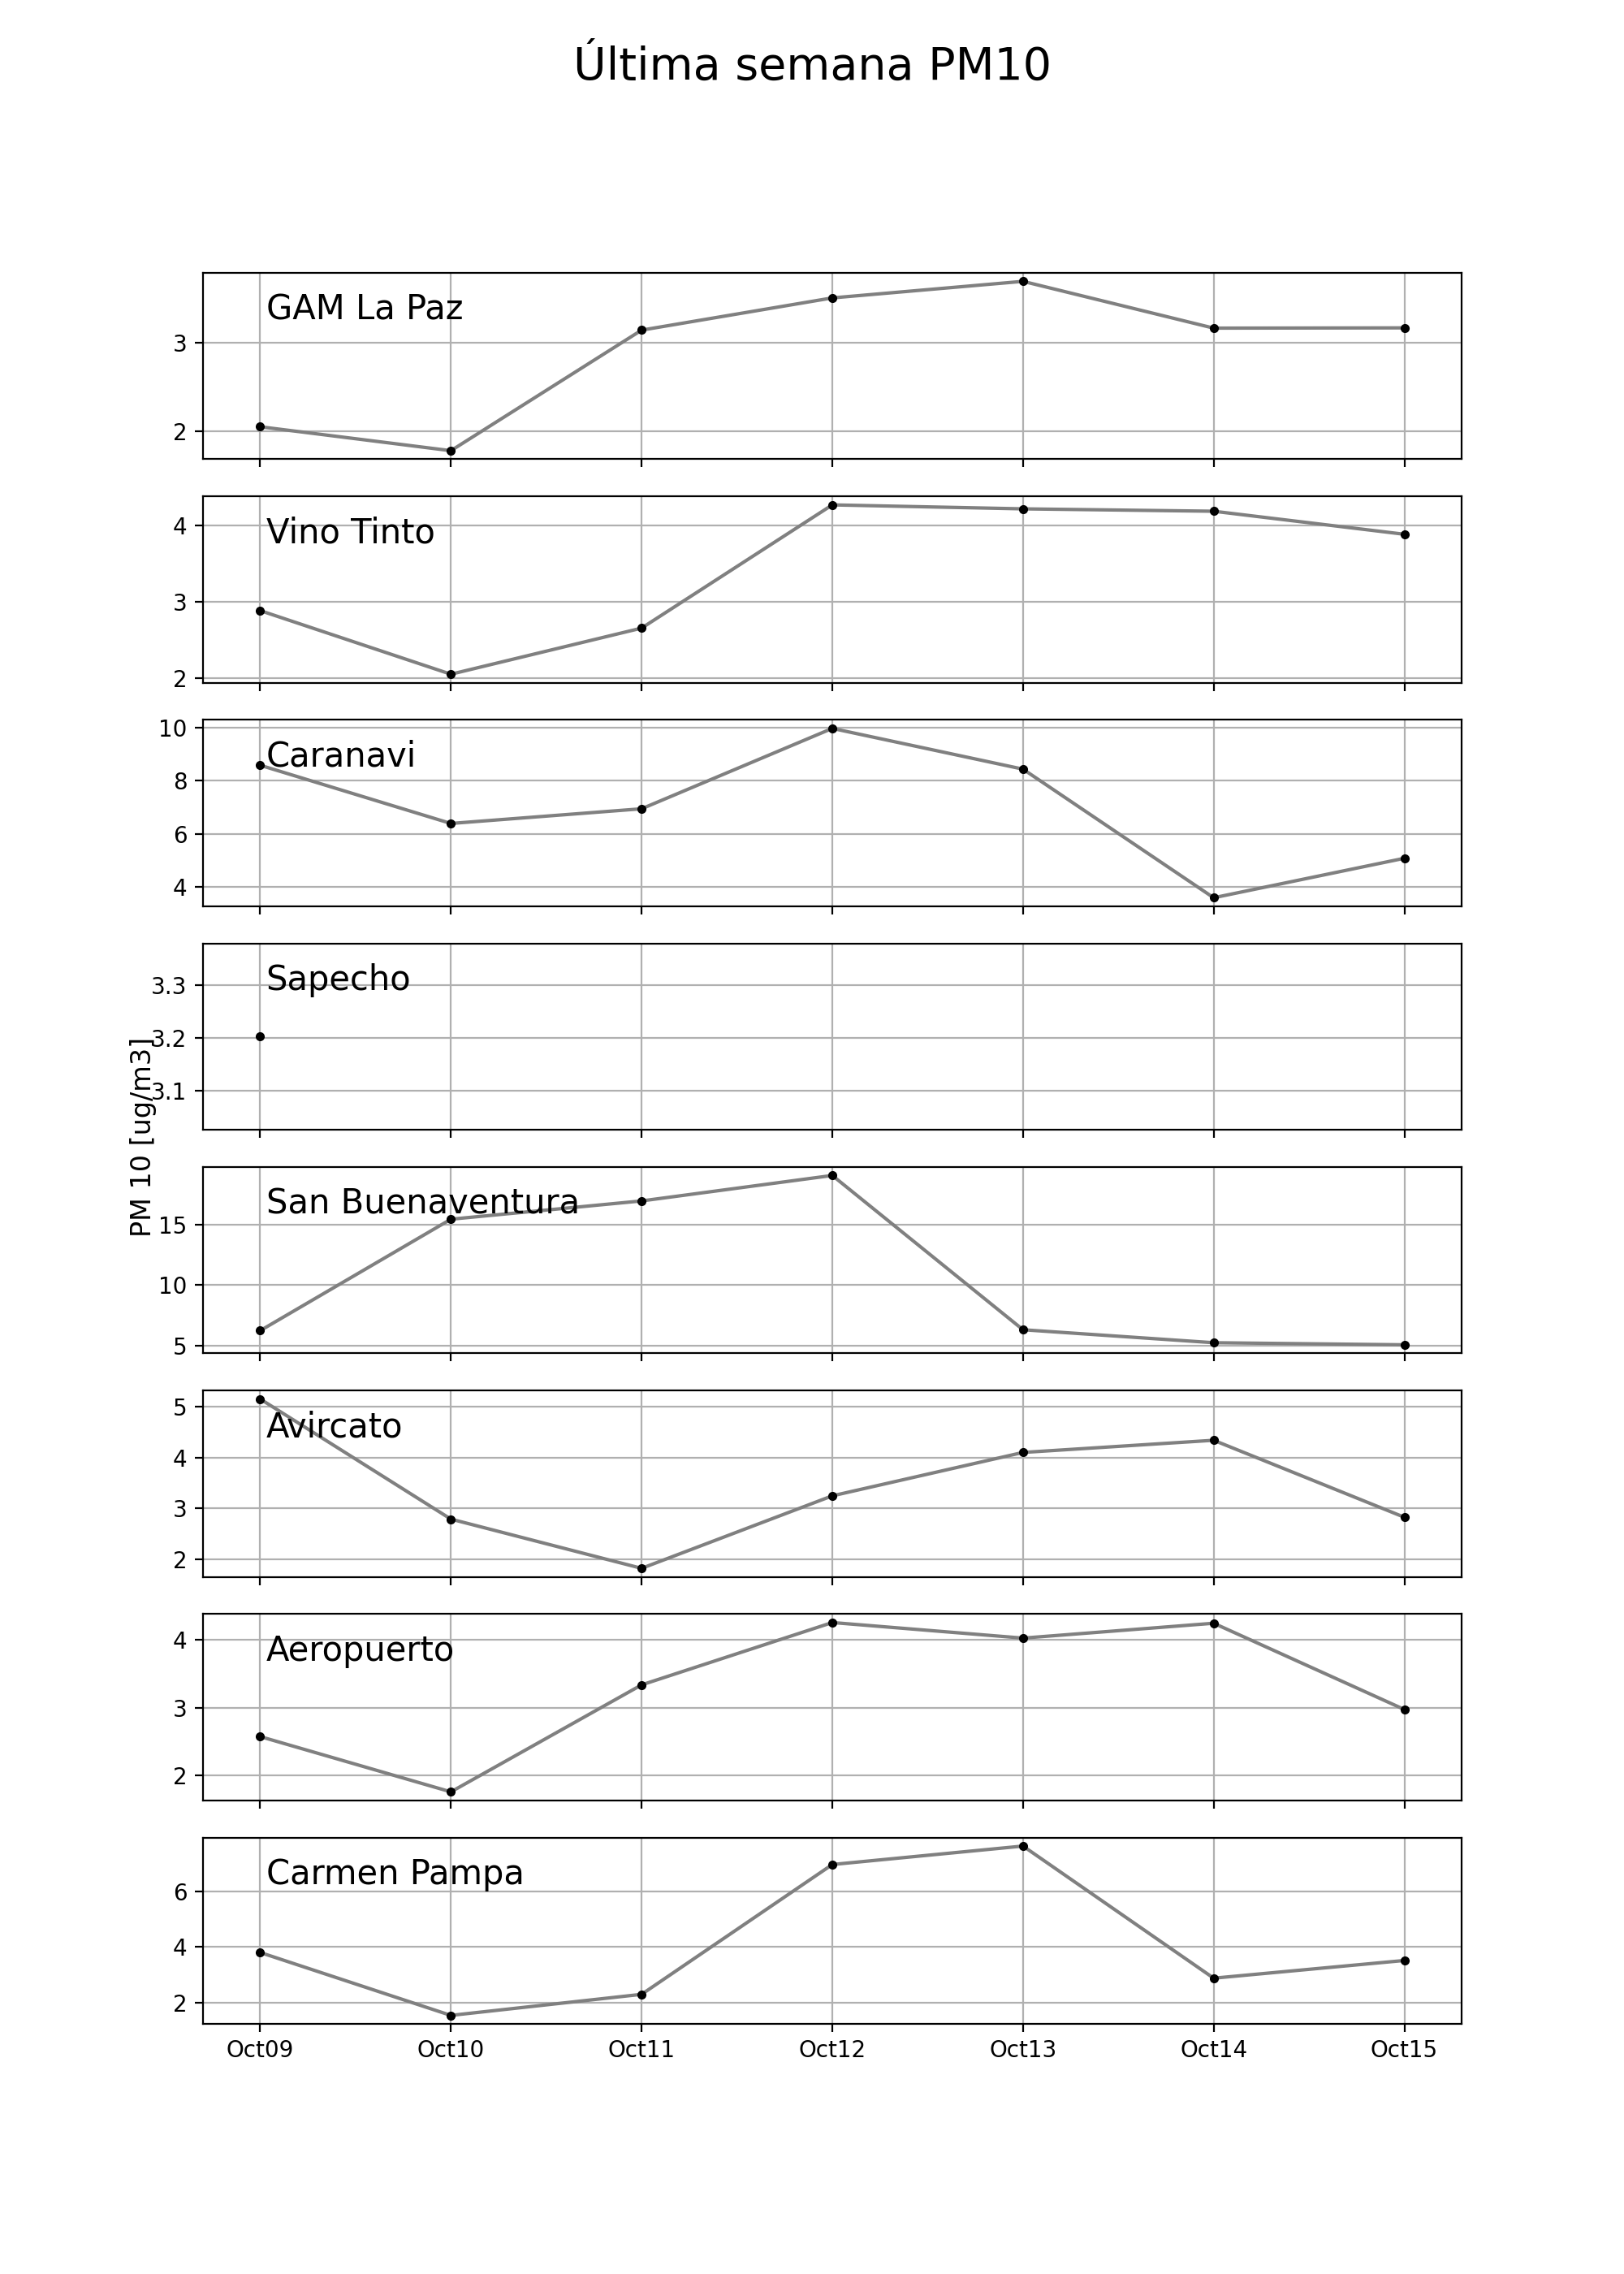 Última semana PM10
GAM La Paz
3
2
Vino Tinto
4
3
2
Caranavi
10
8
6
4
Sapecho
3.3
3.2
3.1
PM 10 [ug/m3]
San Buenaventura
15
10
5
Avircato
5
4
3
2
Aeropuerto
4
3
2
Carmen Pampa
6
4
2
Oct09 Oct10 Oct11 Oct12 Oct13 Oct14 Oct15